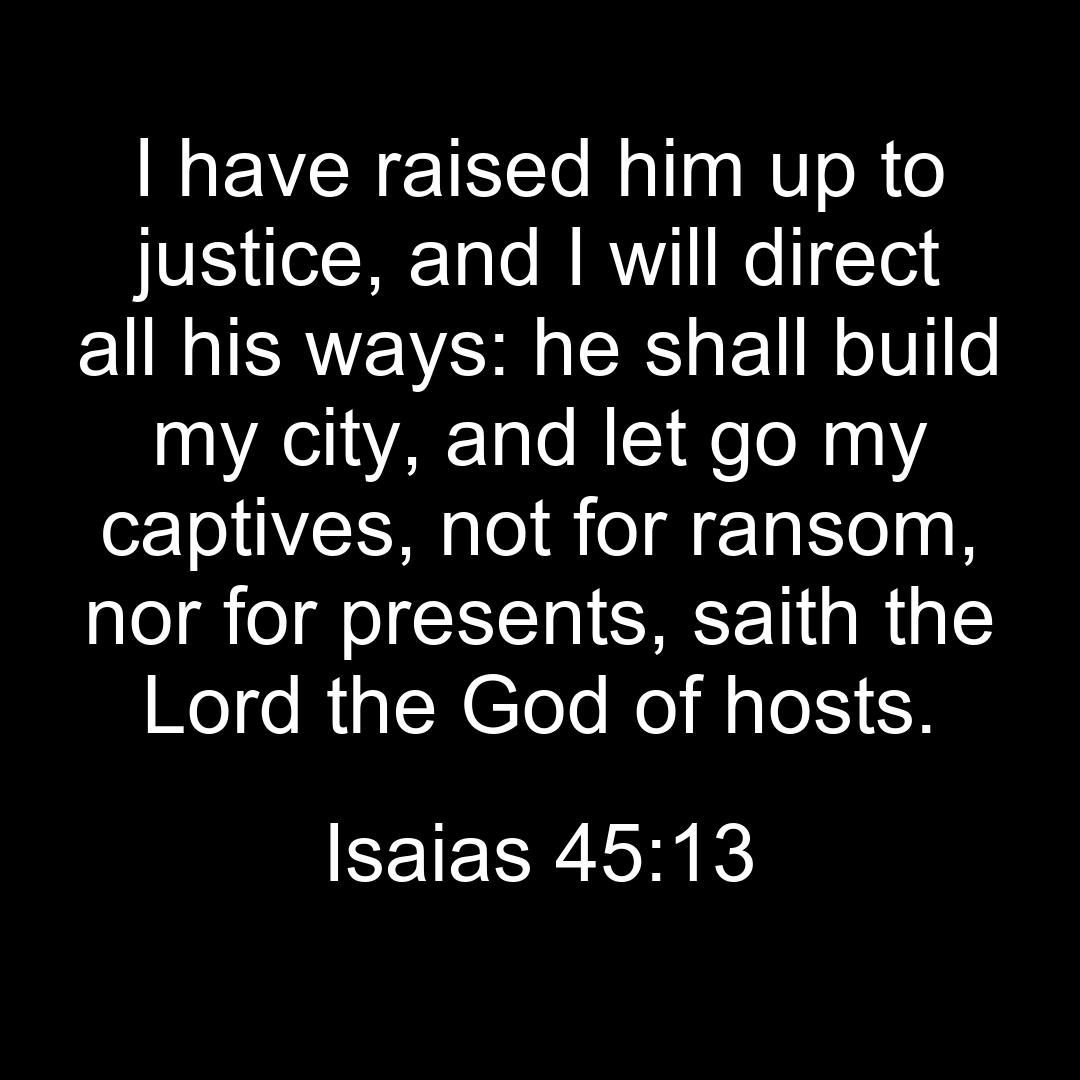 I have raised him up to
justice, and I will direct
all his ways: he shall build
my city, and let go my
captives, not for ransom,
nor for presents, saith the
Lord the God of hosts.
Isaias 45:13